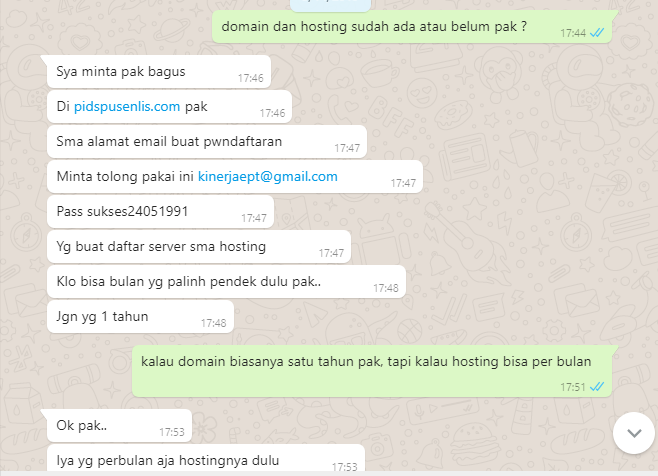 domain dan hosting sudah ada atau belum pak ?
17:44
Sya minta pak bagus
17:46
Di pidspusenlis.com pak
17:46
Sma alamat email buat pwndaftaran
17:47
Minta tolong pakai ini kinerjaept@gmail.com
17:47
Pass sukses24051991
17:47
Yg buat daftar server sma hosting
17:47
Klo bisa bulan yg palinh pendek dulu pak..
17:48
Jgn yg 1 tahun
17:48
kalau domain biasanya satu tahun pak, tapi kalau hosting bisa per bulan
17:51
Ok pak..
17:53
Iya yg perbulan aja hostingnya dulu
17:53